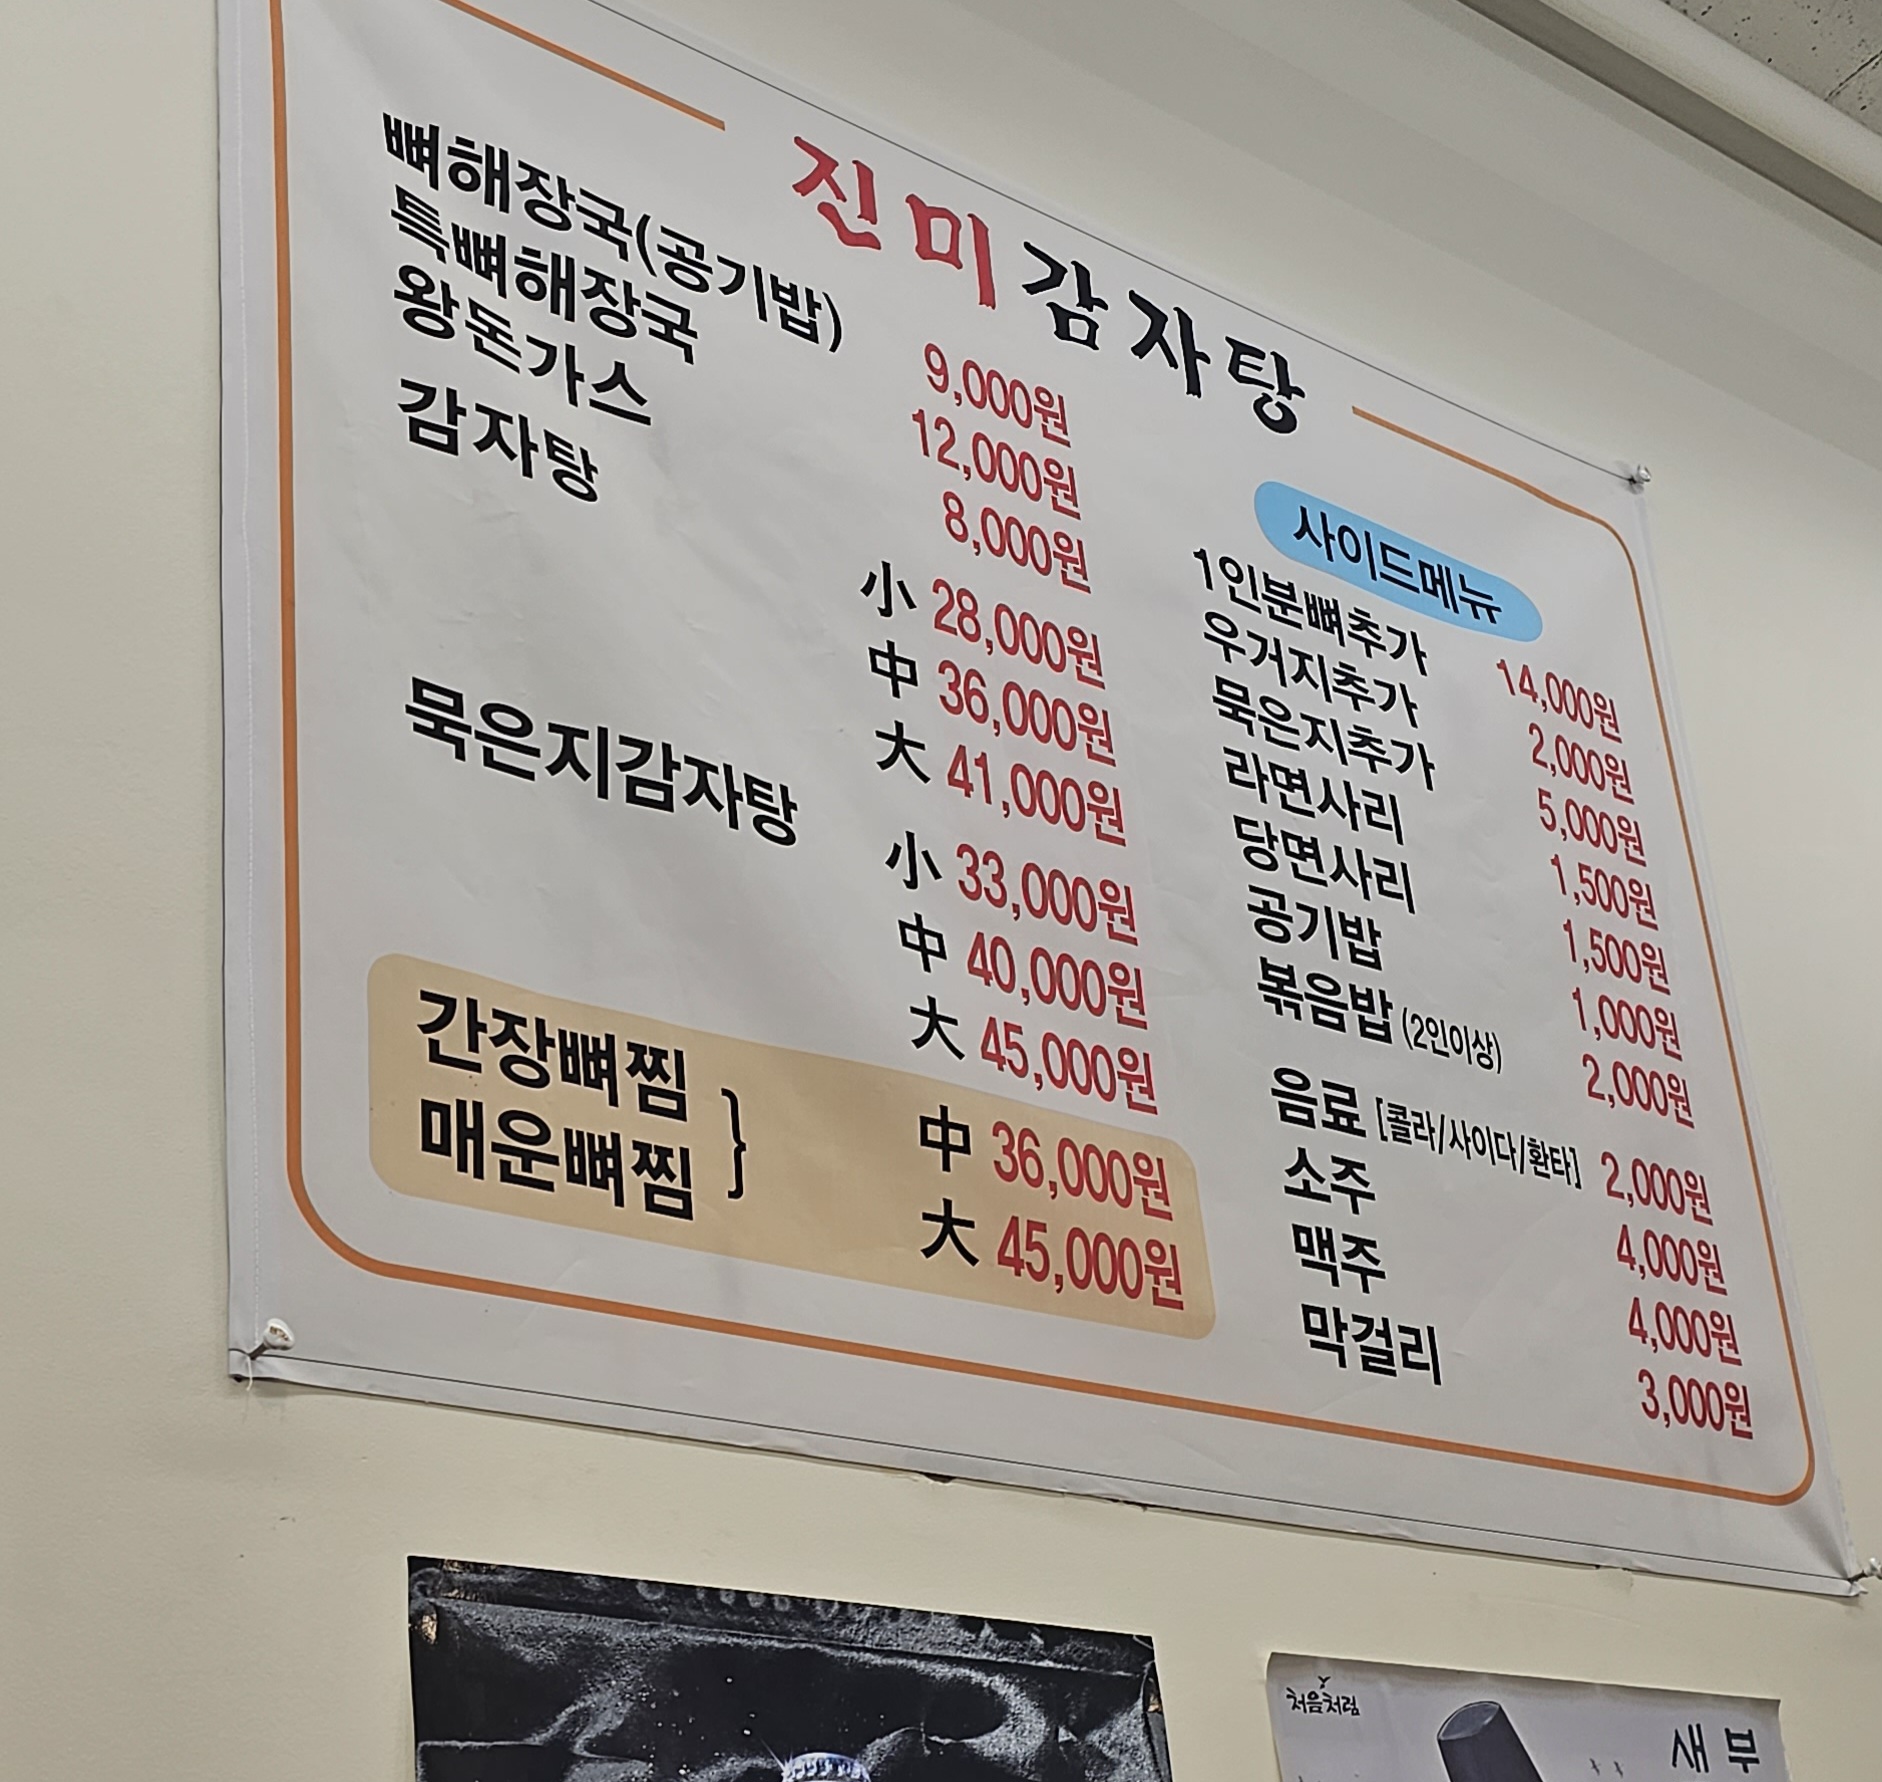 진미감자탕
뼈해장국(공기밥) 9,000원
특뼈해장국 12,000원
왕돈가스 8,000원
감자탕
小 28,000원
中 36,000원
大 41,000원
묵은지감자탕
小 33,000원
中 40,000원
大 45,000원
간장뼈찜
매운뼈찜
} 中 36,000원
大 45,000원
사이드메뉴
1인분뼈추가 14,000원
우거지추가 2,000원
묵은지추가 5,000원
라면사리 1,500원
당면사리 1,500원
공기밥 1,000원
볶음밥 (2인이상) 2,000원
음료 [콜라/사이다/환타] 2,000원
소주 4,000원
맥주 4,000원
막걸리 3,000원
처음처럼
새부